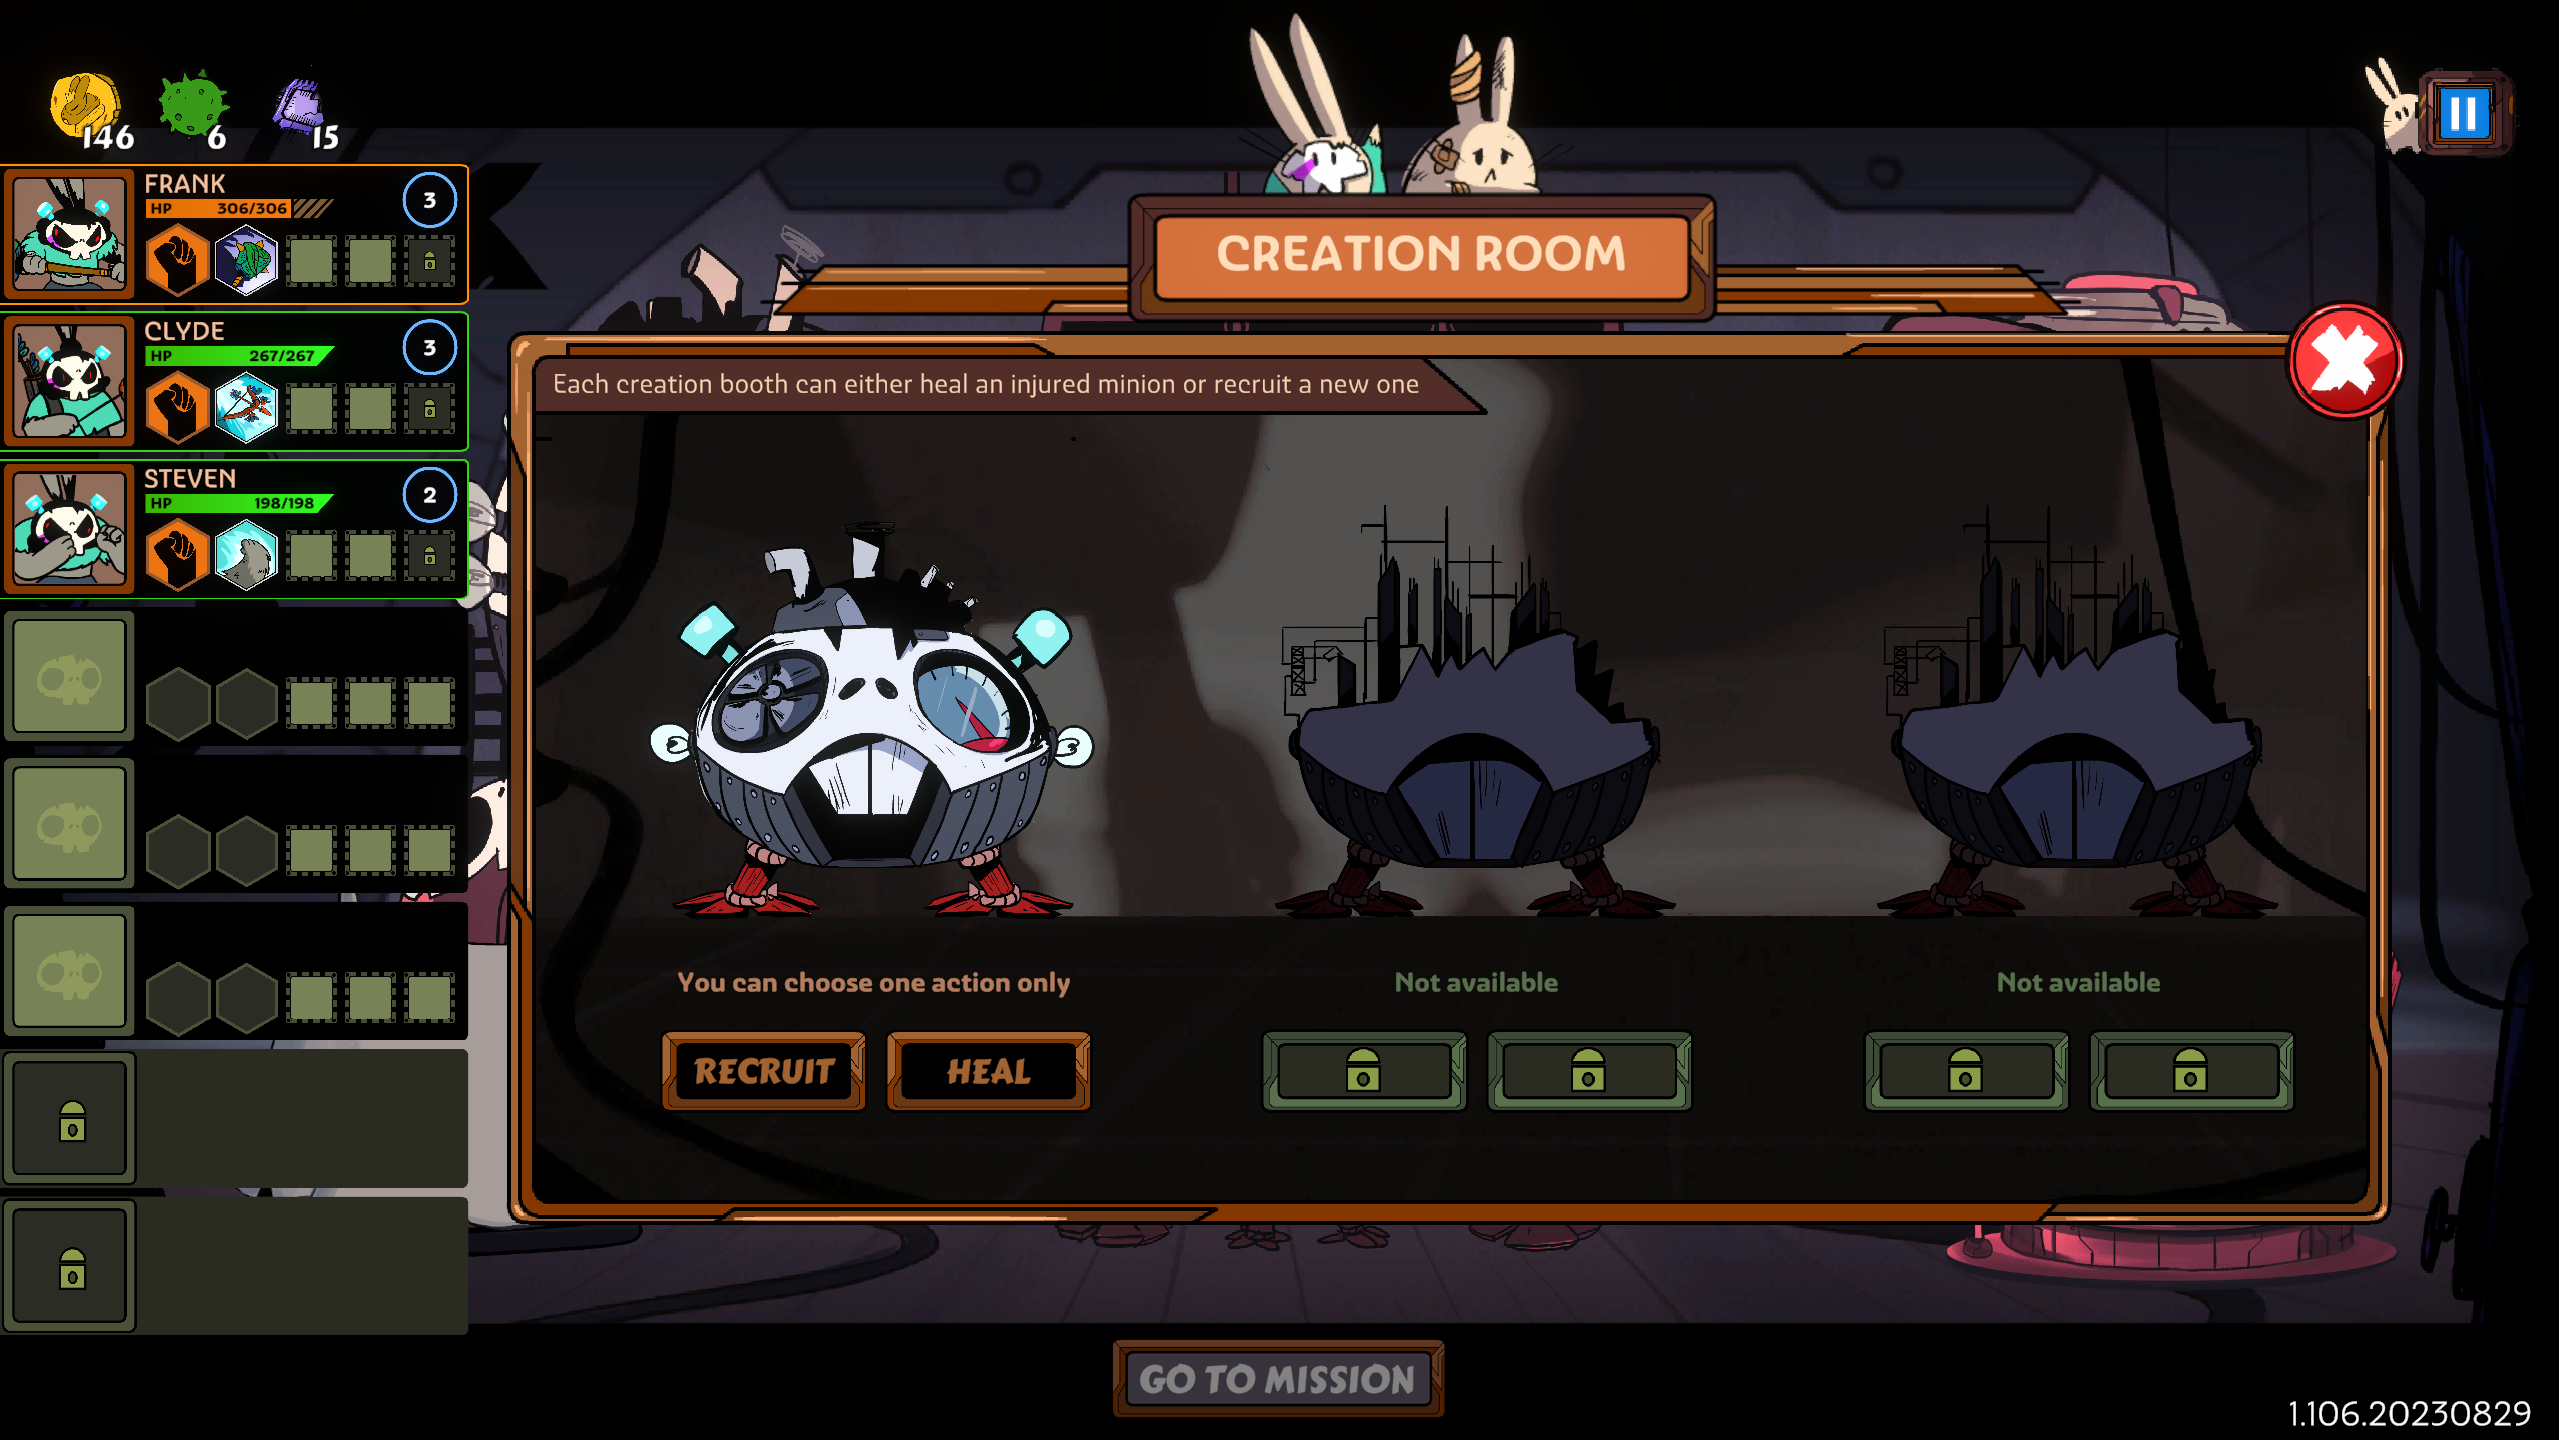 146
6
15
FRANK
HP 306/306
3
CLYDE
HP 267/267
3
STEVEN
HP 198/198
2
CREATION ROOM
Each creation booth can either heal an injured minion or recruit a new one
You can choose one action only
RECRUIT
HEAL
Not available
Not available
GO TO MISSION
1.106.20230829